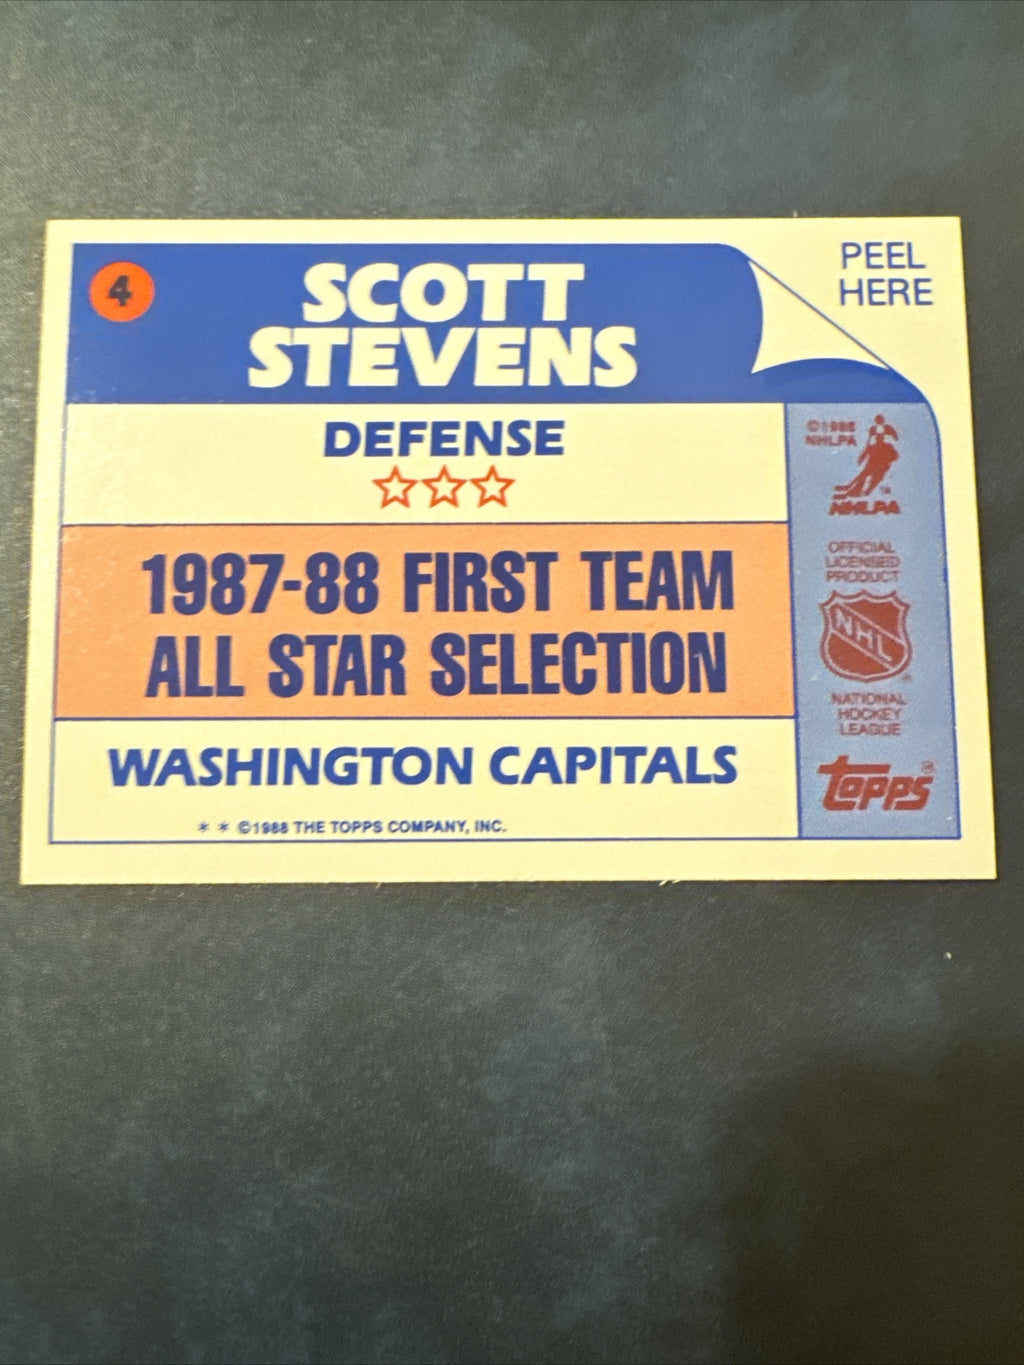 4
SCOTT
STEVENS
PEEL
HERE
DEFENSE
1987-88 FIRST TEAM
ALL STAR SELECTION
WASHINGTON CAPITALS
* * ©1988 THE TOPPS COMPANY, INC.
©1988
NHLPA
NHLPA
OFFICIAL
LICENSED
PRODUCT
NHL
NATIONAL
HOCKEY
LEAGUE
TOPPS®